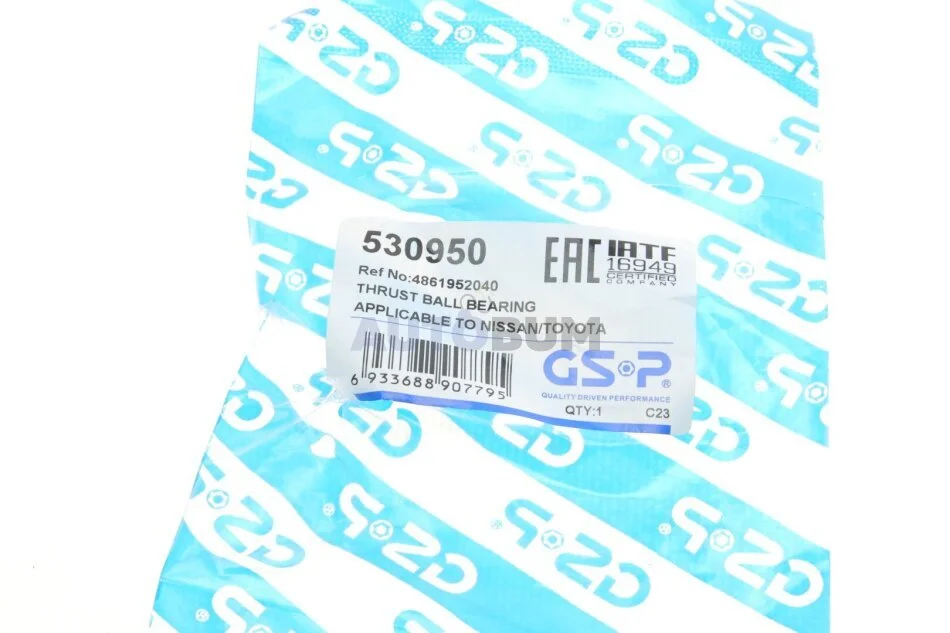 530950
EAC
IATF
16949
CERTIFIED
COMPANY
Ref No:4861952040
THRUST BALL BEARING
APPLICABLE TO NISSAN/TOYOTA
AUTOBUM
6 933688 907795
GS·P®
QUALITY DRIVEN PERFORMANCE
QTY:1 C23